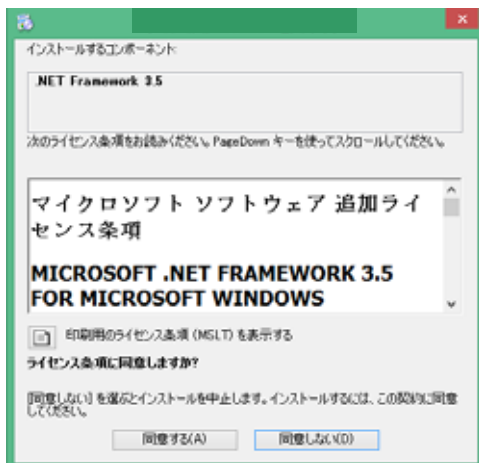 インストールするコンポーネント:
.NET Framework 3.5
次のライセンス条項をお読みください。PageDown キーを使ってスクロールしてください。
マイクロソフト ソフトウェア 追加ライ
センス条項
MICROSOFT .NET FRAMEWORK 3.5
FOR MICROSOFT WINDOWS
印刷用のライセンス条項 (MSLT) を表示する
ライセンス条項に同意しますか?
[同意しない] を選ぶとインストールを中止します。インストールするには、この契約に同意
してください。
同意する(A)
同意しない(D)